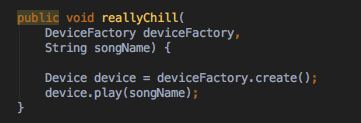 public void reallyChill(
    DeviceFactory deviceFactory,
    String songName) {

    Device device = deviceFactory.create();
    device.play(songName);
}